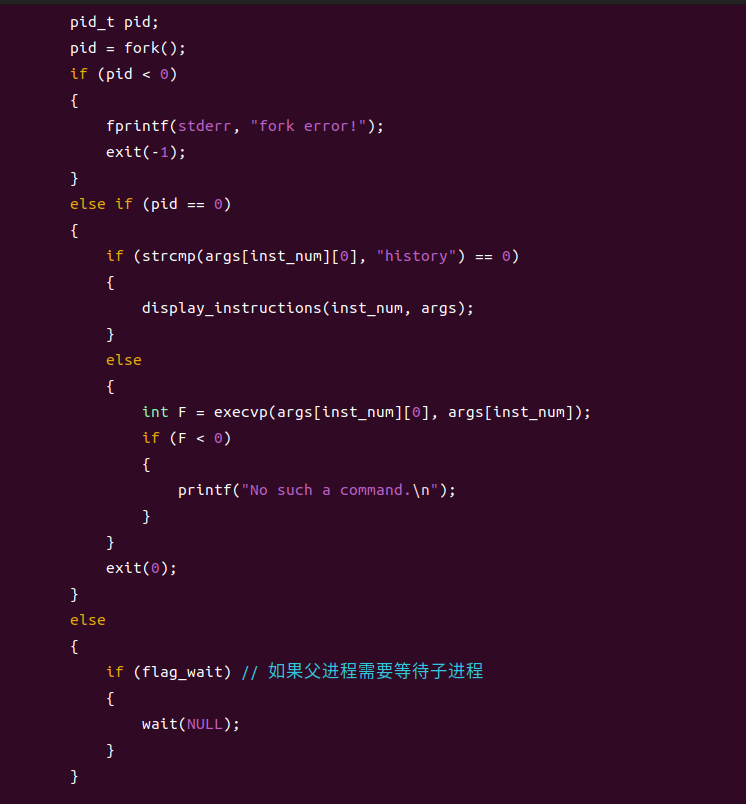 pid_t pid;
pid = fork();
if (pid < 0)
{
fprintf(stderr, "fork error!");
exit(-1);
}
else if (pid == 0)
{
if (strcmp(args[inst_num][0], "history") == 0)
{
display_instructions(inst_num, args);
}
else
{
int F = execvp(args[inst_num][0], args[inst_num]);
if (F < 0)
{
printf("No such a command.\n");
}
}
exit(0);
}
else
{
if (flag_wait) // 如果父进程需要等待子进程
{
wait(NULL);
}
}